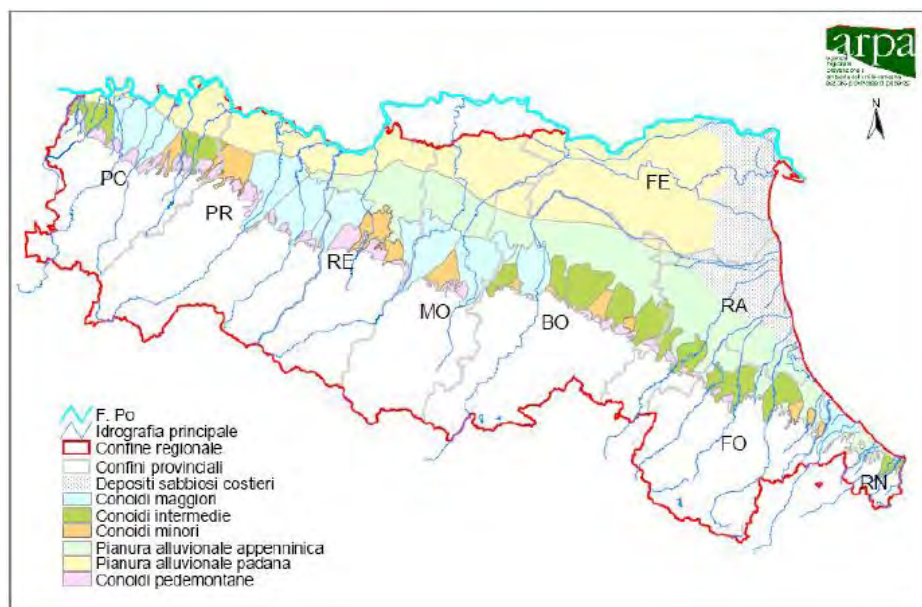 arpa
N
PC
PR
RE
MO
BO
FE
RA
FO
RN
F. Po
Idrografia principale
Confine regionale
Confini provinciali
Depositi sabbiosi costieri
Conoidi maggiori
Conoidi intermedie
Conoidi minori
Pianura alluvionale appenninica
Pianura alluvionale padana
Conoidi pedemontane